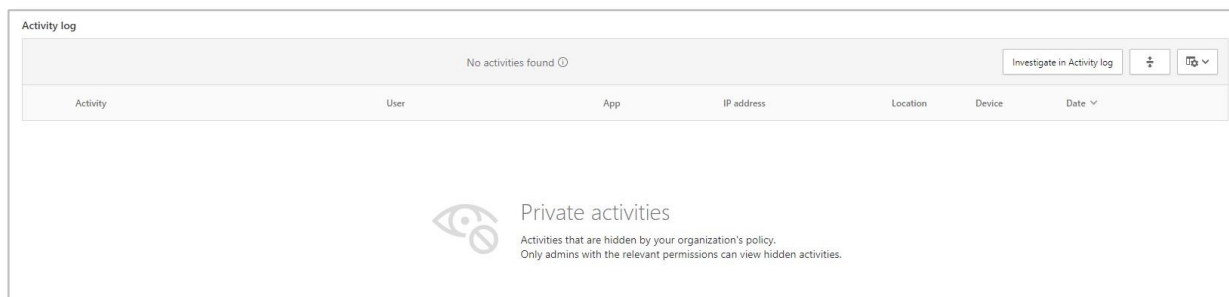 Activity log
No activities found
Investigate in Activity log
Activity User App IP address Location Device Date
Private activities
Activities that are hidden by your organization's policy.
Only admins with the relevant permissions can view hidden activities.